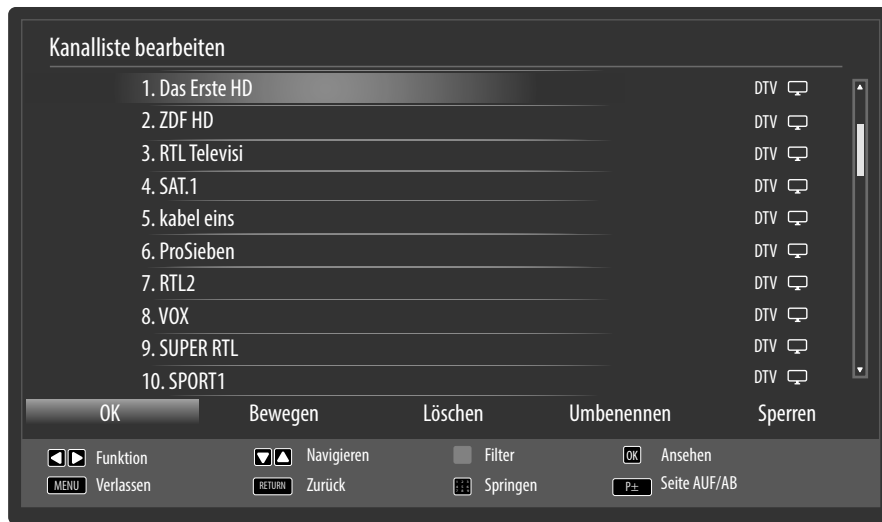 Kanalliste bearbeiten
1. Das Erste HD DTV
2. ZDF HD DTV
3. RTL Televisi DTV
4. SAT.1 DTV
5. kabel eins DTV
6. ProSieben DTV
7. RTL2 DTV
8. VOX DTV
9. SUPER RTL DTV
10. SPORT1 DTV
OK Bewegen Löschen Umbenennen Sperren
Funktion Navigieren Filter OK Ansehen
MENU Verlassen RETURN Zurück Springen P± Seite AUF/AB